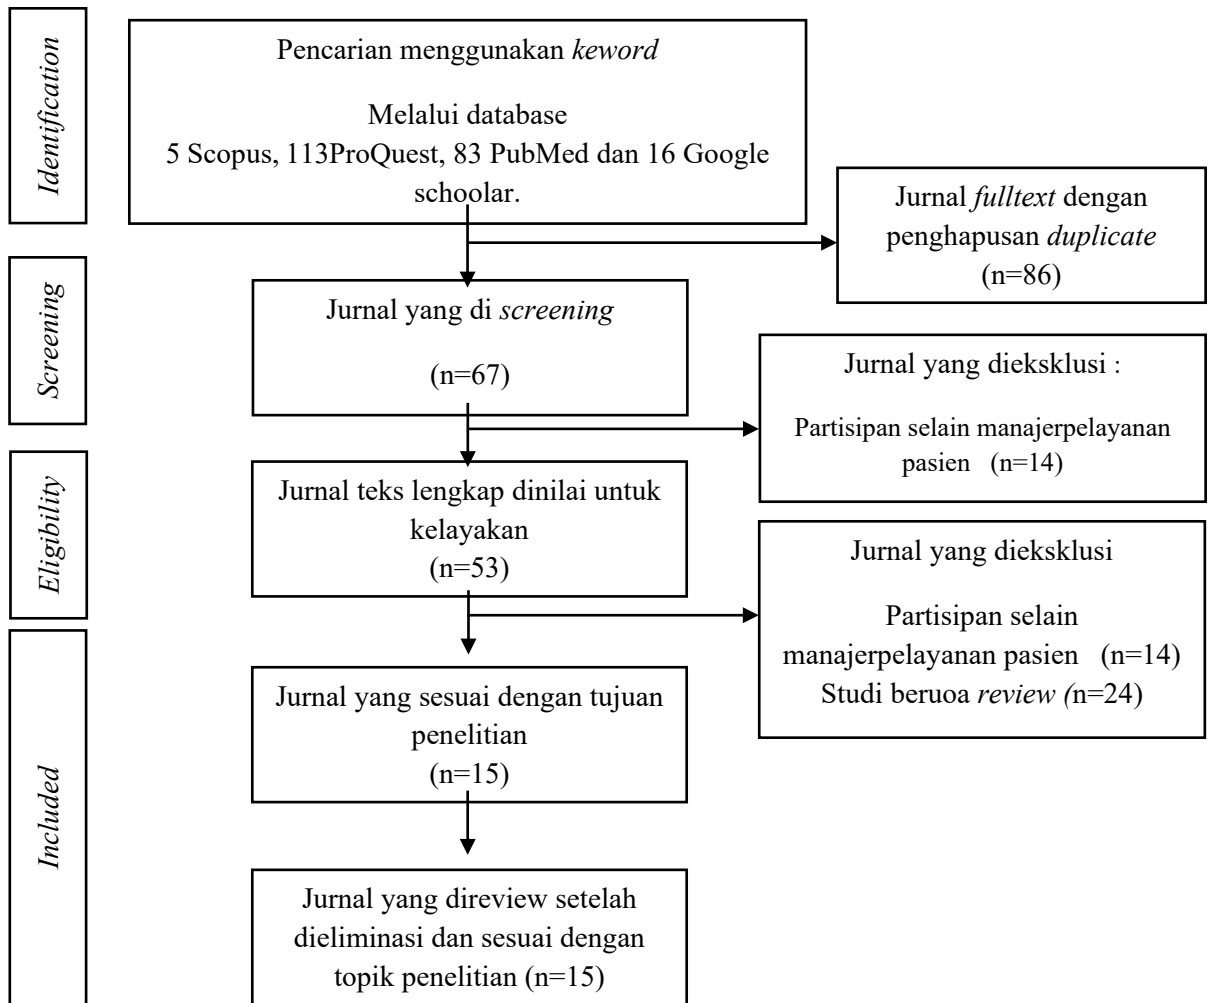 Identification
Pencarian menggunakan keword
Melalui database
5 Scopus, 113ProQuest, 83 PubMed dan 16 Google
schoolar.
Jurnal fulltext dengan
penghapusan duplicate
(n=86)
Screening
Jurnal yang di screening
(n=67)
Jurnal yang dieksklusi :
Partisipan selain manajerpelayanan
pasien (n=14)
Eligibility
Jurnal teks lengkap dinilai untuk
kelayakan
(n=53)
Jurnal yang dieksklusi
Partisipan selain
manajerpelayanan pasien (n=14)
Studi beruoa review (n=24)
Included
Jurnal yang sesuai dengan tujuan
penelitian
(n=15)
Jurnal yang direview setelah
dieliminasi dan sesuai dengan
topik penelitian (n=15)